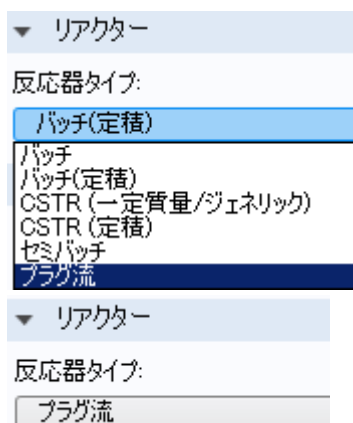 リアクター
反応器タイプ:
バッチ(定積)
バッチ
バッチ(定積)
CSTR (一定質量/ジェネリック)
CSTR (定積)
セミバッチ
プラグ流
リアクター
反応器タイプ:
プラグ流